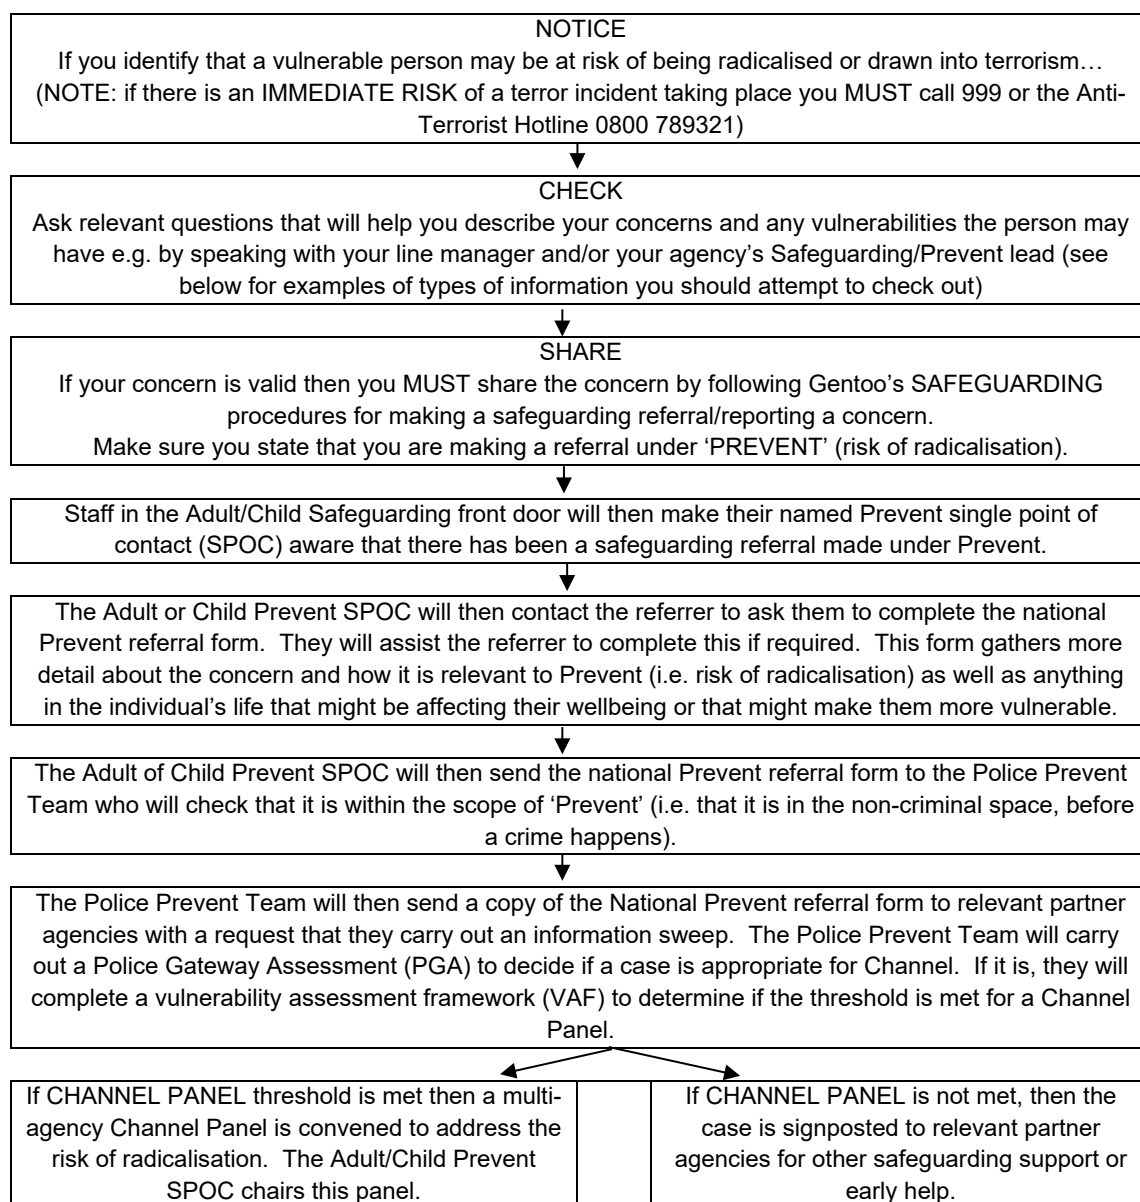 NOTICE
If you identify that a vulnerable person may be at risk of being radicalised or drawn into terrorism…
(NOTE: if there is an IMMEDIATE RISK of a terror incident taking place you MUST call 999 or the Anti-
Terrorist Hotline 0800 789321)
CHECK
Ask relevant questions that will help you describe your concerns and any vulnerabilities the person may
have e.g. by speaking with your line manager and/or your agency’s Safeguarding/Prevent lead (see
below for examples of types of information you should attempt to check out)
SHARE
If your concern is valid then you MUST share the concern by following Gentoo’s SAFEGUARDING
procedures for making a safeguarding referral/reporting a concern.
Make sure you state that you are making a referral under ‘PREVENT’ (risk of radicalisation).
Staff in the Adult/Child Safeguarding front door will then make their named Prevent single point of
contact (SPOC) aware that there has been a safeguarding referral made under Prevent.
The Adult or Child Prevent SPOC will then contact the referrer to ask them to complete the national
Prevent referral form. They will assist the referrer to complete this if required. This form gathers more
detail about the concern and how it is relevant to Prevent (i.e. risk of radicalisation) as well as anything
in the individual’s life that might be affecting their wellbeing or that might make them more vulnerable.
The Adult of Child Prevent SPOC will then send the national Prevent referral form to the Police Prevent
Team who will check that it is within the scope of ‘Prevent’ (i.e. that it is in the non-criminal space, before
a crime happens).
The Police Prevent Team will then send a copy of the National Prevent referral form to relevant partner
agencies with a request that they carry out an information sweep. The Police Prevent Team will carry
out a Police Gateway Assessment (PGA) to decide if a case is appropriate for Channel. If it is, they will
complete a vulnerability assessment framework (VAF) to determine if the threshold is met for a Channel
Panel.
If CHANNEL PANEL threshold is met then a multi-
agency Channel Panel is convened to address the
risk of radicalisation. The Adult/Child Prevent
SPOC chairs this panel.
If CHANNEL PANEL is not met, then the
case is signposted to relevant partner
agencies for other safeguarding support or
early help.